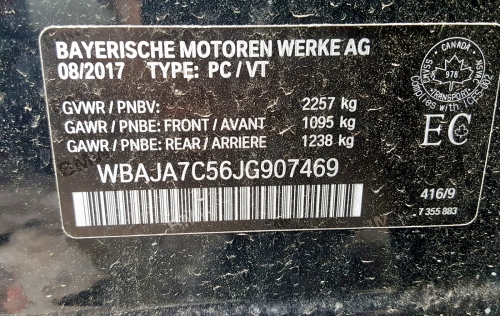 BAYERISCHE MOTOREN WERKE AG
08/2017 TYPE: PC / VT
GVWR / PNBV: 2257 kg
GAWR / PNBE: FRONT / AVANT 1095 kg
GAWR / PNBE: REAR / ARRIERE 1238 kg
WBAJA7C56JG907469
CANADA
978
TRANSPORT
EC
416/9
7 355 883